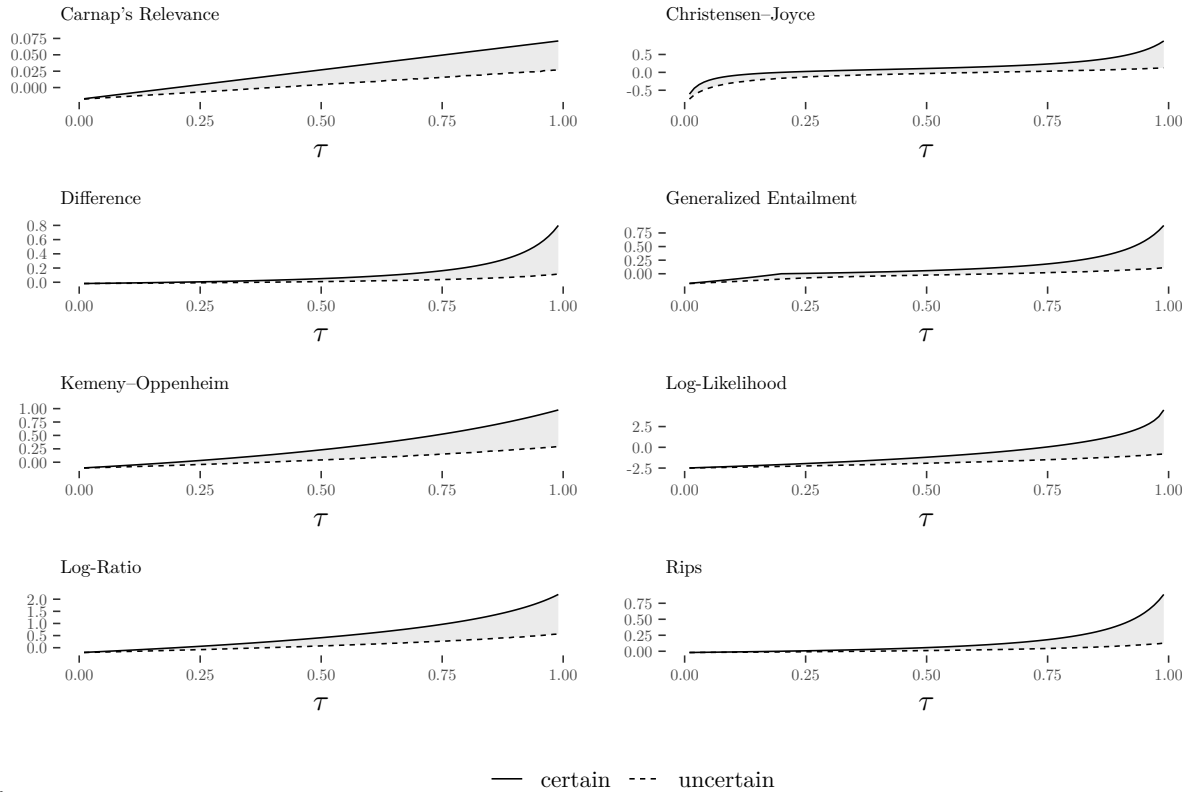 Carnap's Relevance
0.075
0.050
0.025
0.000
0.00 0.25 0.50 0.75 1.00
τ
Christensen–Joyce
0.5
0.0
-0.5
0.00 0.25 0.50 0.75 1.00
τ
Difference
0.8
0.6
0.4
0.2
0.0
0.00 0.25 0.50 0.75 1.00
τ
Generalized Entailment
0.75
0.50
0.25
0.00
0.00 0.25 0.50 0.75 1.00
τ
Kemeny–Oppenheim
1.00
0.75
0.50
0.25
0.00
0.00 0.25 0.50 0.75 1.00
τ
Log-Likelihood
2.5
0.0
-2.5
0.00 0.25 0.50 0.75 1.00
τ
Log-Ratio
2.0
1.5
1.0
0.5
0.0
0.00 0.25 0.50 0.75 1.00
τ
Rips
0.75
0.50
0.25
0.00
0.00 0.25 0.50 0.75 1.00
τ
certain uncertain